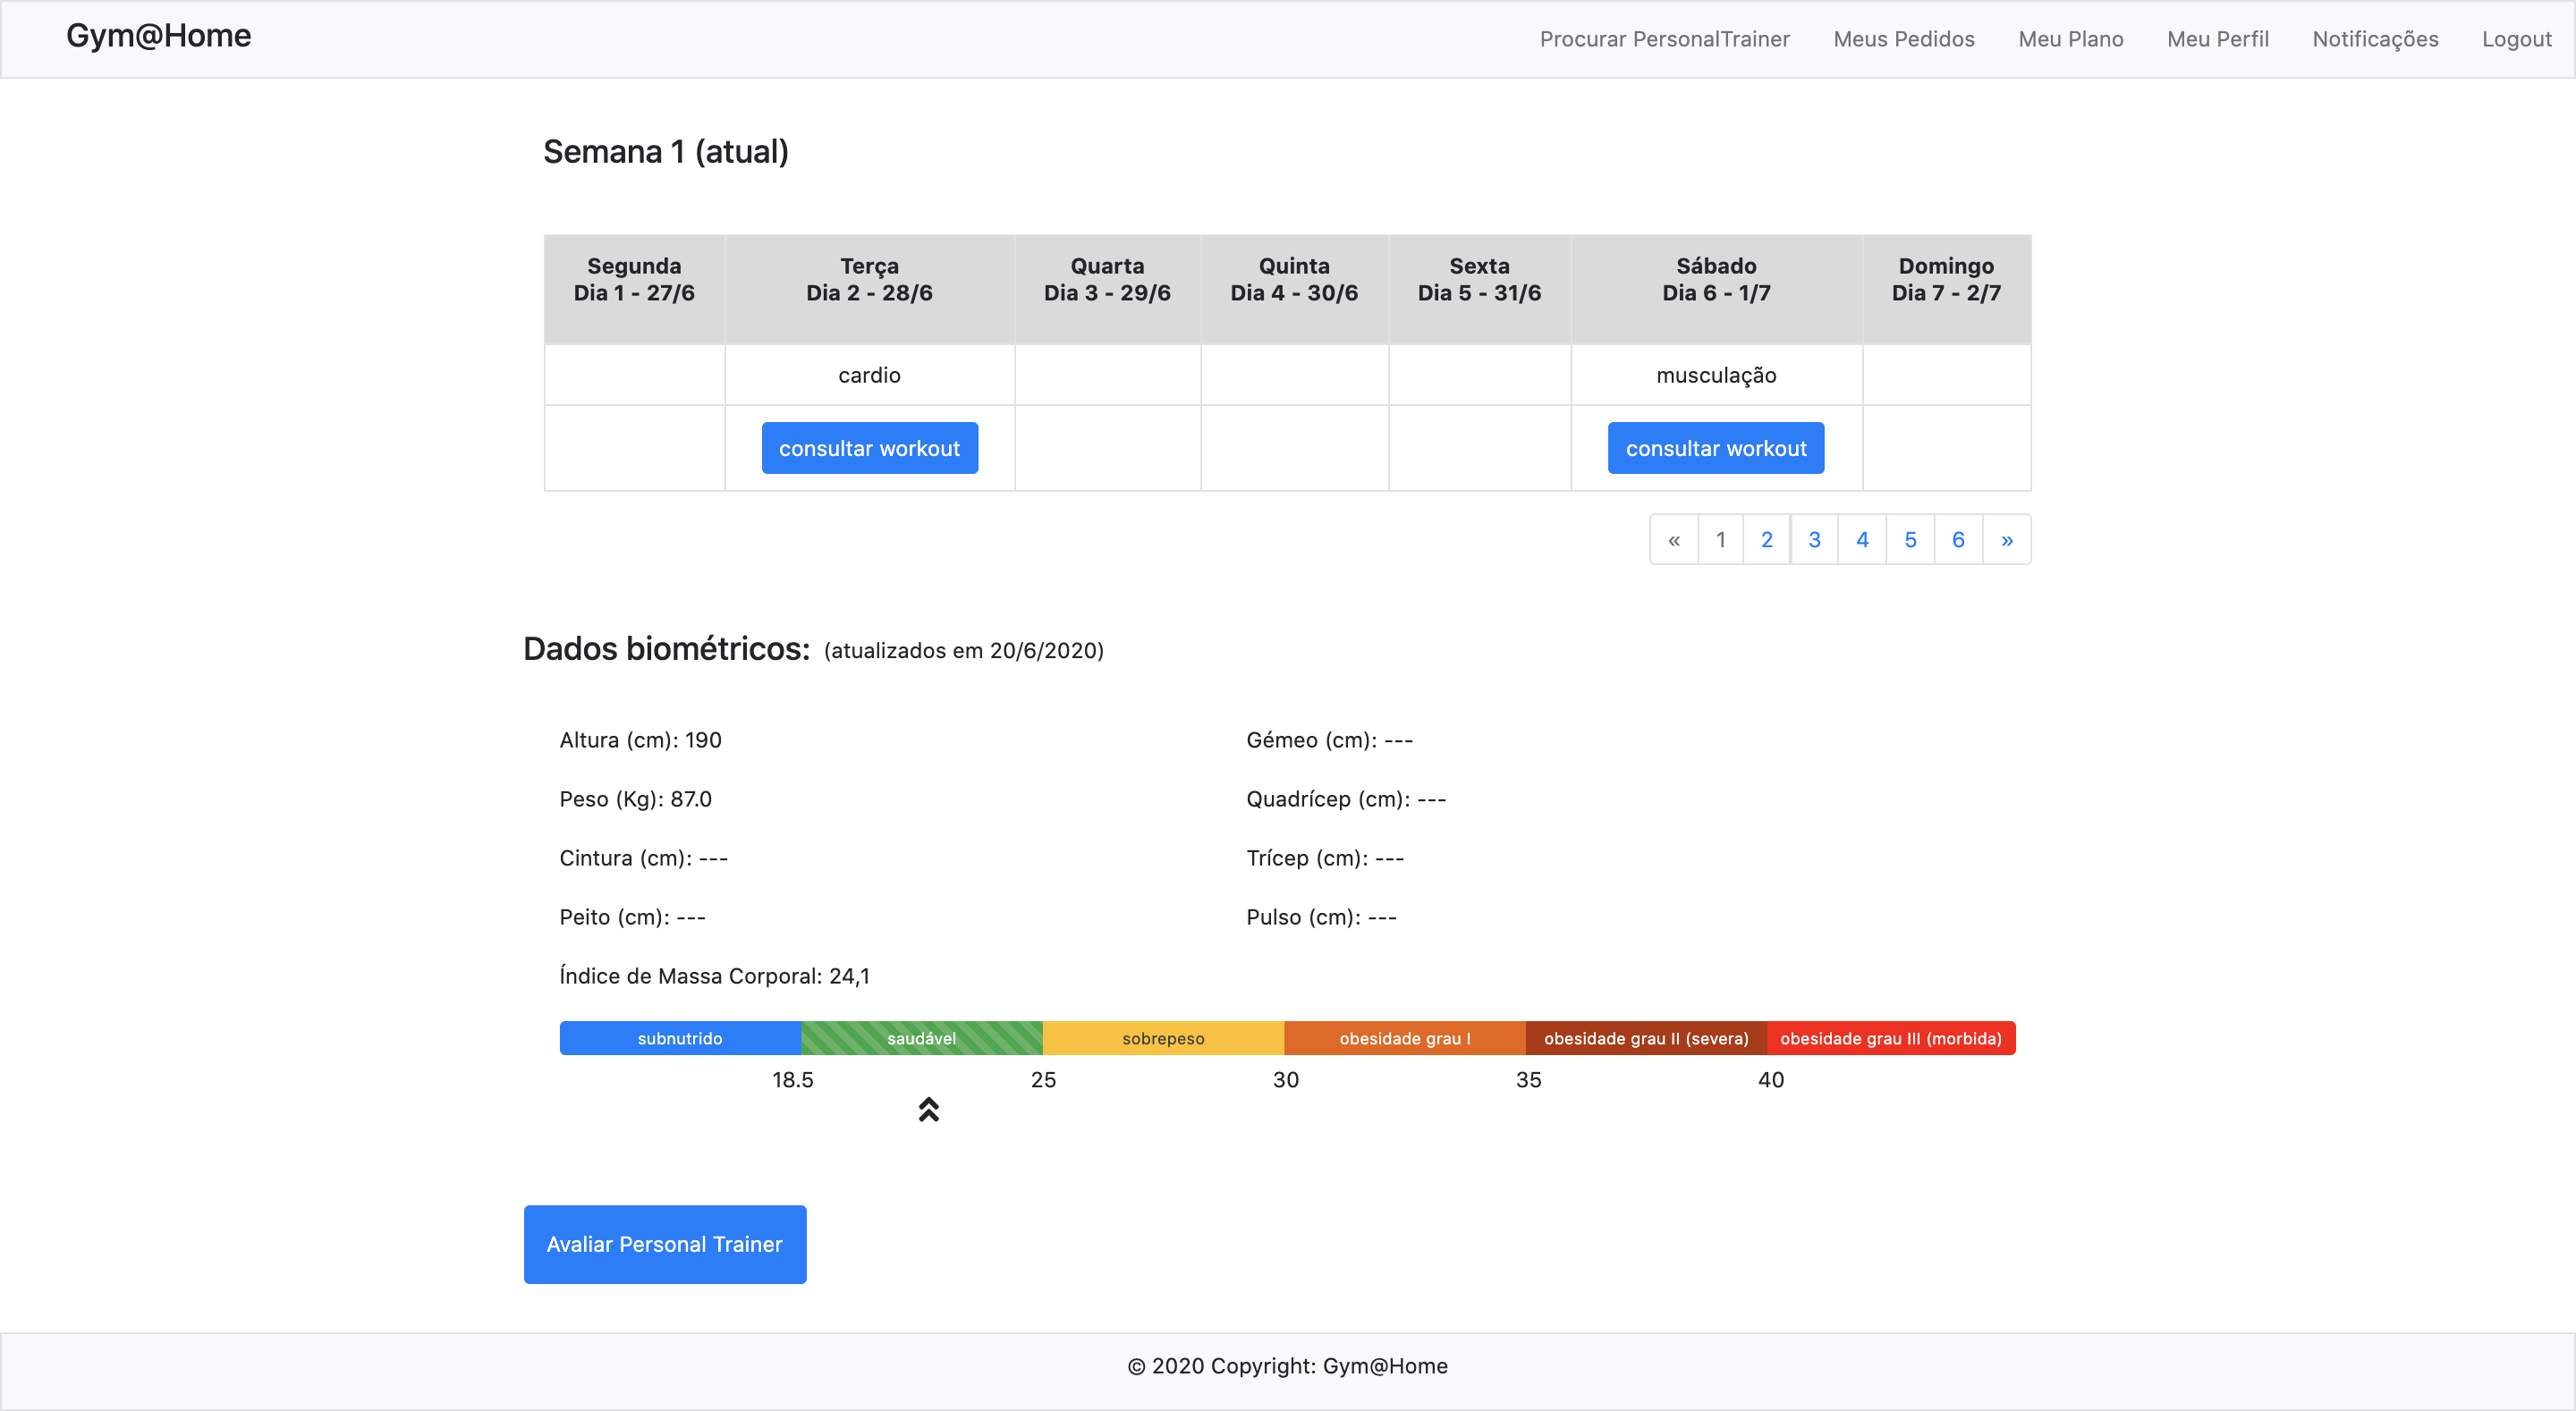 Gym@Home
Procurar PersonalTrainer Meus Pedidos Meu Plano Meu Perfil Notificações Logout
Semana 1 (atual)
Segunda Terça Quarta Quinta Sexta Sábado Domingo
Dia 1 - 27/6 Dia 2 - 28/6 Dia 3 - 29/6 Dia 4 - 30/6 Dia 5 - 31/6 Dia 6 - 1/7 Dia 7 - 2/7
cardio musculação
consultar workout consultar workout
« 1 2 3 4 5 6 »
Dados biométricos: (atualizados em 20/6/2020)
Altura (cm): 190 Gémeo (cm): ---
Peso (Kg): 87.0 Quadrícep (cm): ---
Cintura (cm): --- Trícep (cm): ---
Peito (cm): --- Pulso (cm): ---
Índice de Massa Corporal: 24,1
subnutrido saudável sobrepeso obesidade grau I obesidade grau II (severa) obesidade grau III (morbida)
18.5 25 30 35 40
Avaliar Personal Trainer
© 2020 Copyright: Gym@Home